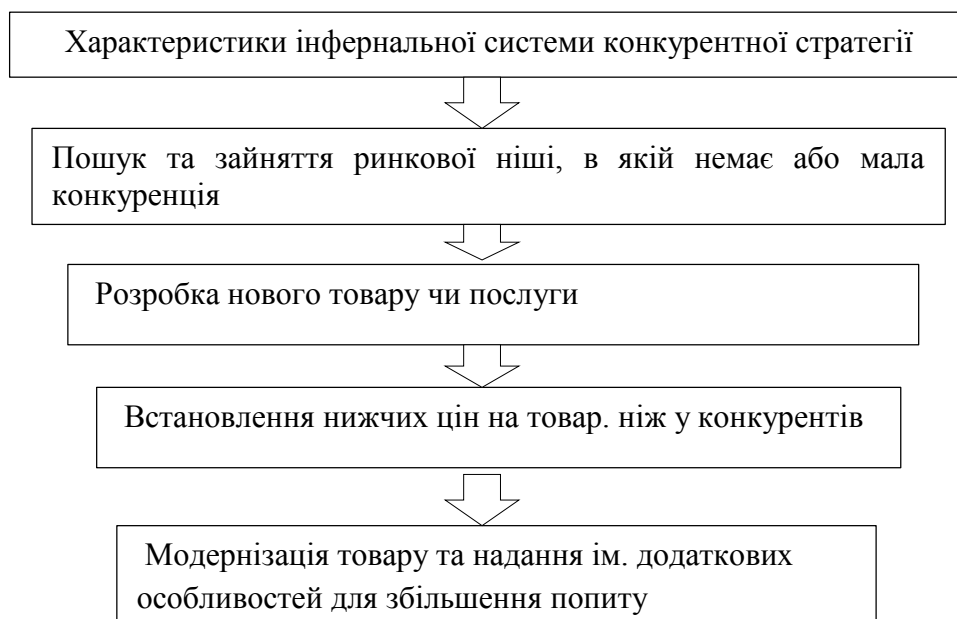 Характеристики інфернальної системи конкурентної стратегії
Пошук та зайняття ринкової ніші, в якій немає або мала
конкуренція
Розробка нового товару чи послуги
Встановлення нижчих цін на товар. ніж у конкурентів
Модернізація товару та надання ім. додаткових
особливостей для збільшення попиту